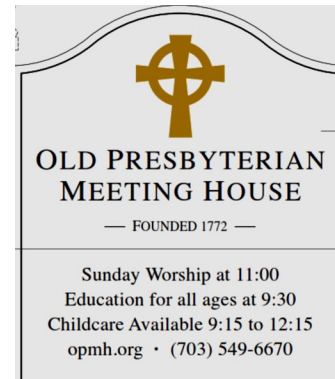 OLD PRESBYTERIAN
MEETING HOUSE
— FOUNDED 1772 —
Sunday Worship at 11:00
Education for all ages at 9:30
Childcare Available 9:15 to 12:15
opmh.org · (703) 549-6670